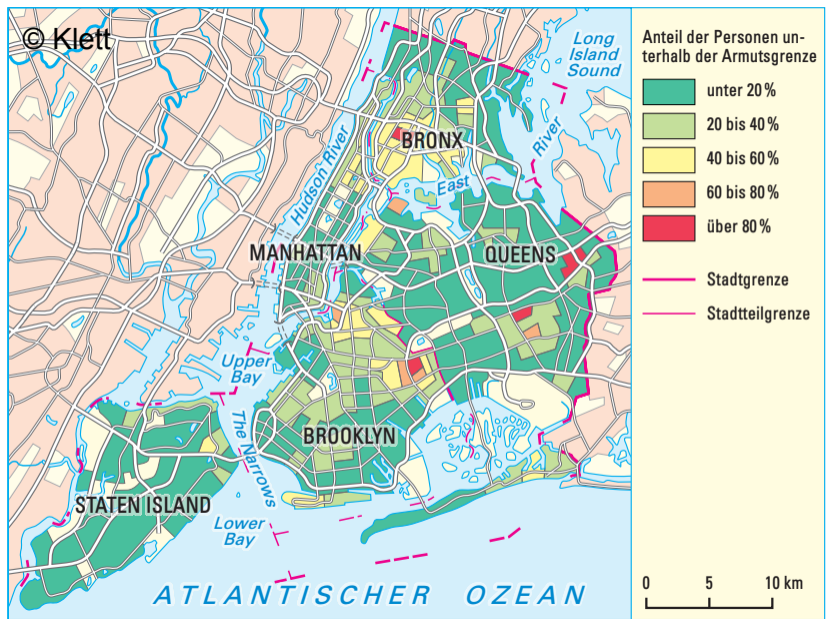 © Klett
Long
Island
Sound
Hudson River
BRONX
River
East
MANHATTAN
QUEENS
Upper
Bay
The Narrows
BROOKLYN
STATEN ISLAND
Lower
Bay
ATLANTISCHER OZEAN
Anteil der Personen un-
terhalb der Armutsgrenze
unter 20 %
20 bis 40 %
40 bis 60 %
60 bis 80 %
über 80 %
Stadtgrenze
Stadtteilgrenze
0 5 10 km